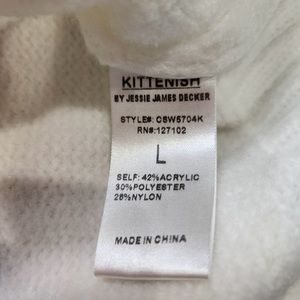 KITTENISH
BY JESSIE JAMES DECKER
STYLE#: CSW5704K
RN#:127102
L
SELF: 42%ACRYLIC
30%POLYESTER
28%NYLON
MADE IN CHINA